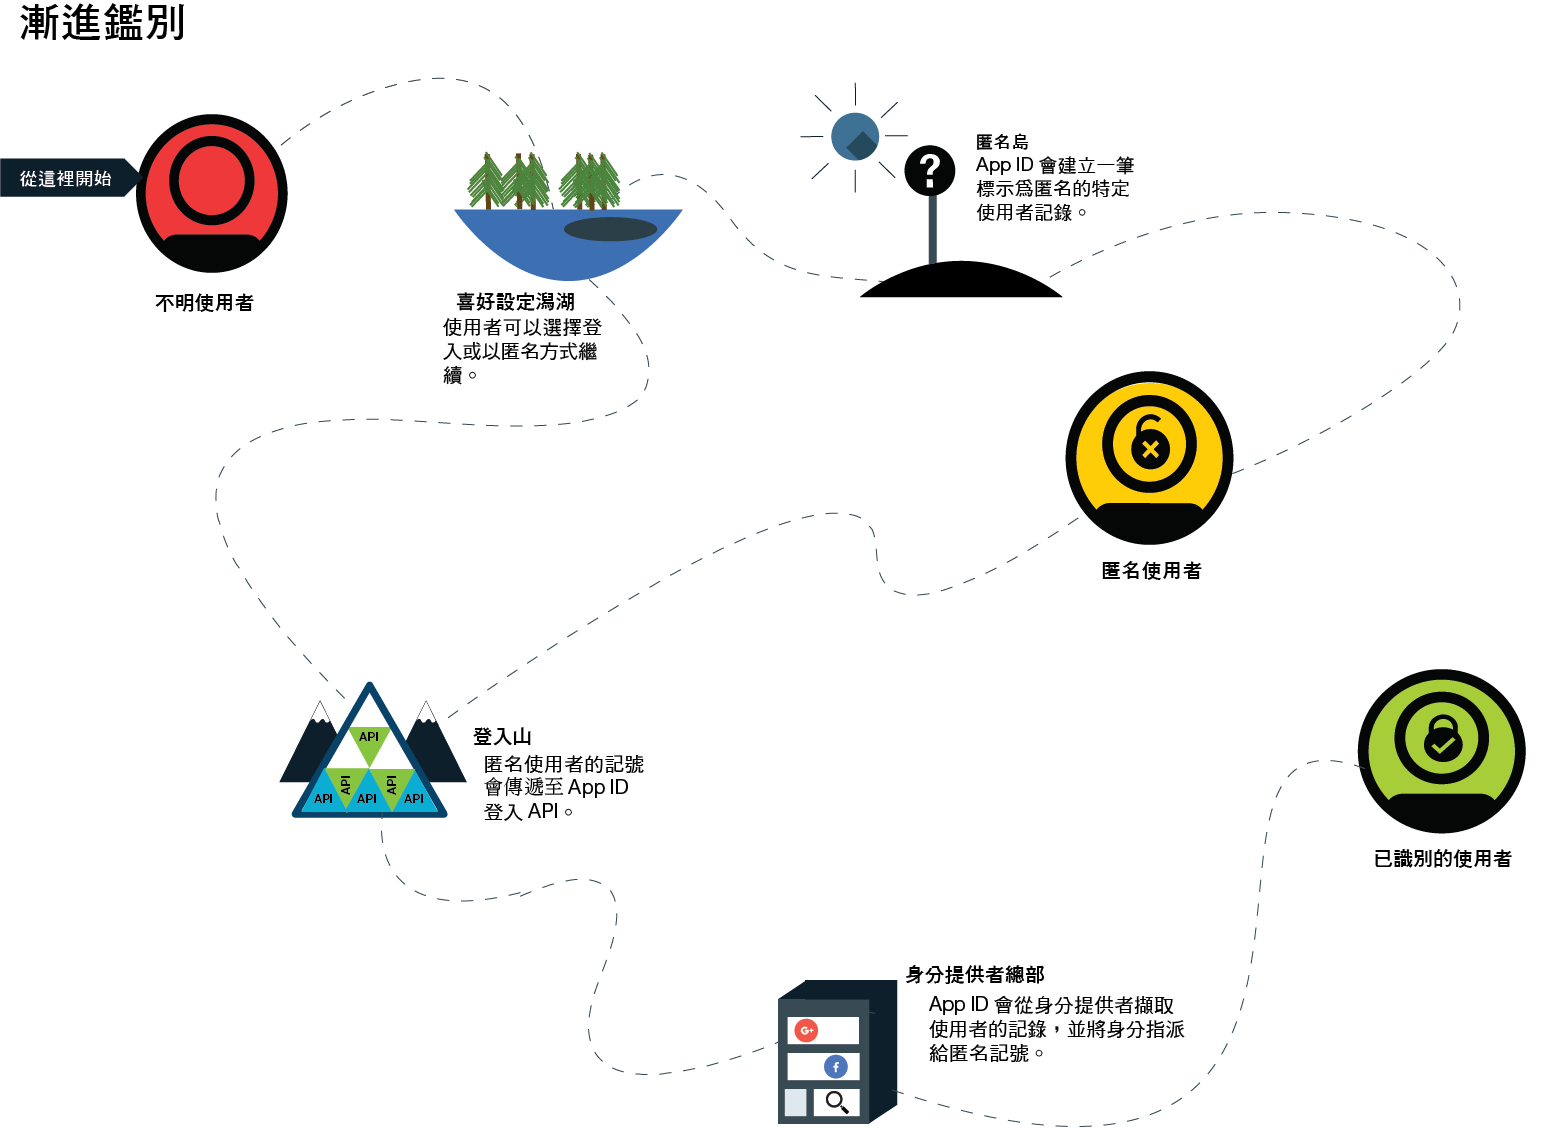 漸進鑑別
從這裡開始
不明使用者
喜好設定潟湖
使用者可以選擇登
入或以匿名方式繼
續。
?
匿名島
App ID 會建立一筆
標示爲匿名的特定
使用者記錄。
匿名使用者
API
API
API
API
API
API
登入山
匿名使用者的記號
會傳遞至 App ID
登入 API。
已識別的使用者
身分提供者總部
App ID 會從身分提供者擷取
使用者的記錄，並將身分指派
給匿名記號。
G+
f